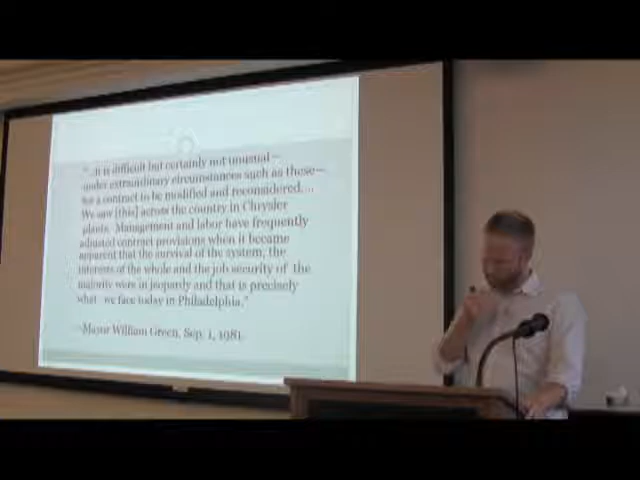 "...it is difficult but certainly not unusual—
under extraordinary circumstances such as these—
for a contract to be modified and reconsidered....
We saw [this] across the country in Chrysler
plants. Management and labor have frequently
adjusted contract provisions when it became
apparent that the survival of the system, the
interests of the whole and the job security of the
majority were in jeopardy and that is precisely
what we face today in Philadelphia."
—Mayor William Green, Sep. 1, 1981.